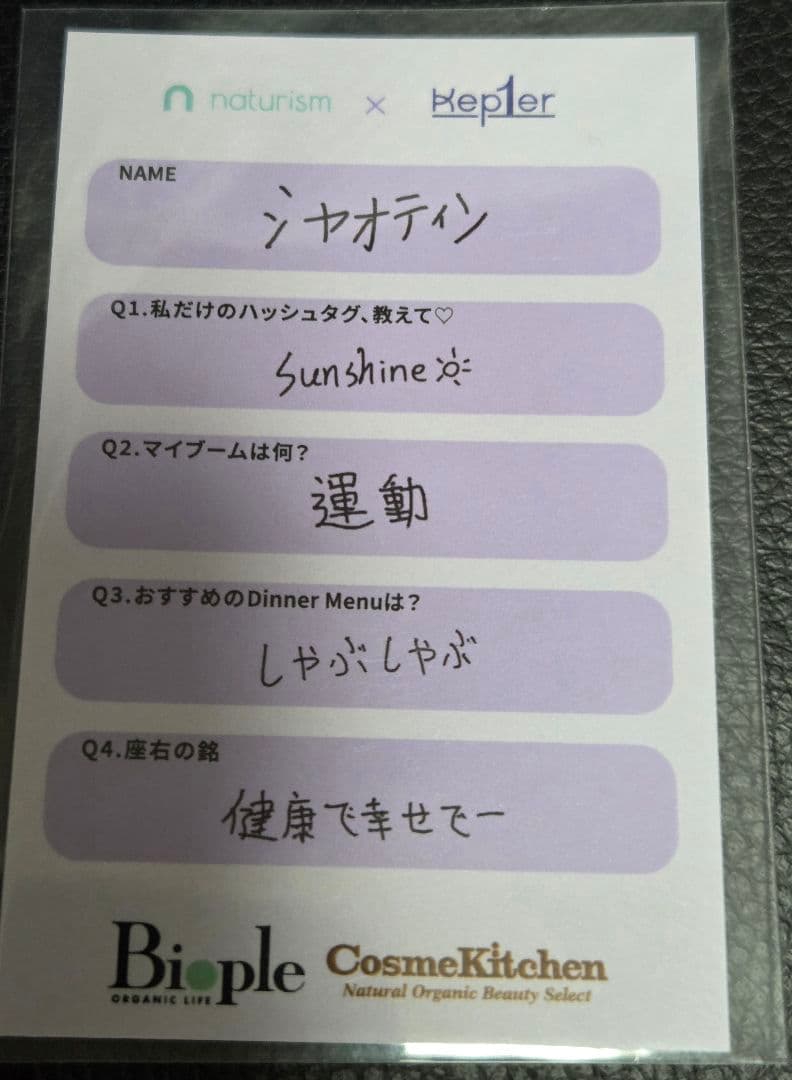 naturism × Kep1er
NAME
シャオティン
Q1.私だけのハッシュタグ、教えて♡
Sunshine
Q2.マイブームは何?
運動
Q3.おすすめのDinner Menuは?
しゃぶしゃぶ
Q4.座右の銘
健康で幸せでー
Biople CosmeKitchen
ORGANIC LIFE Natural Organic Beauty Select